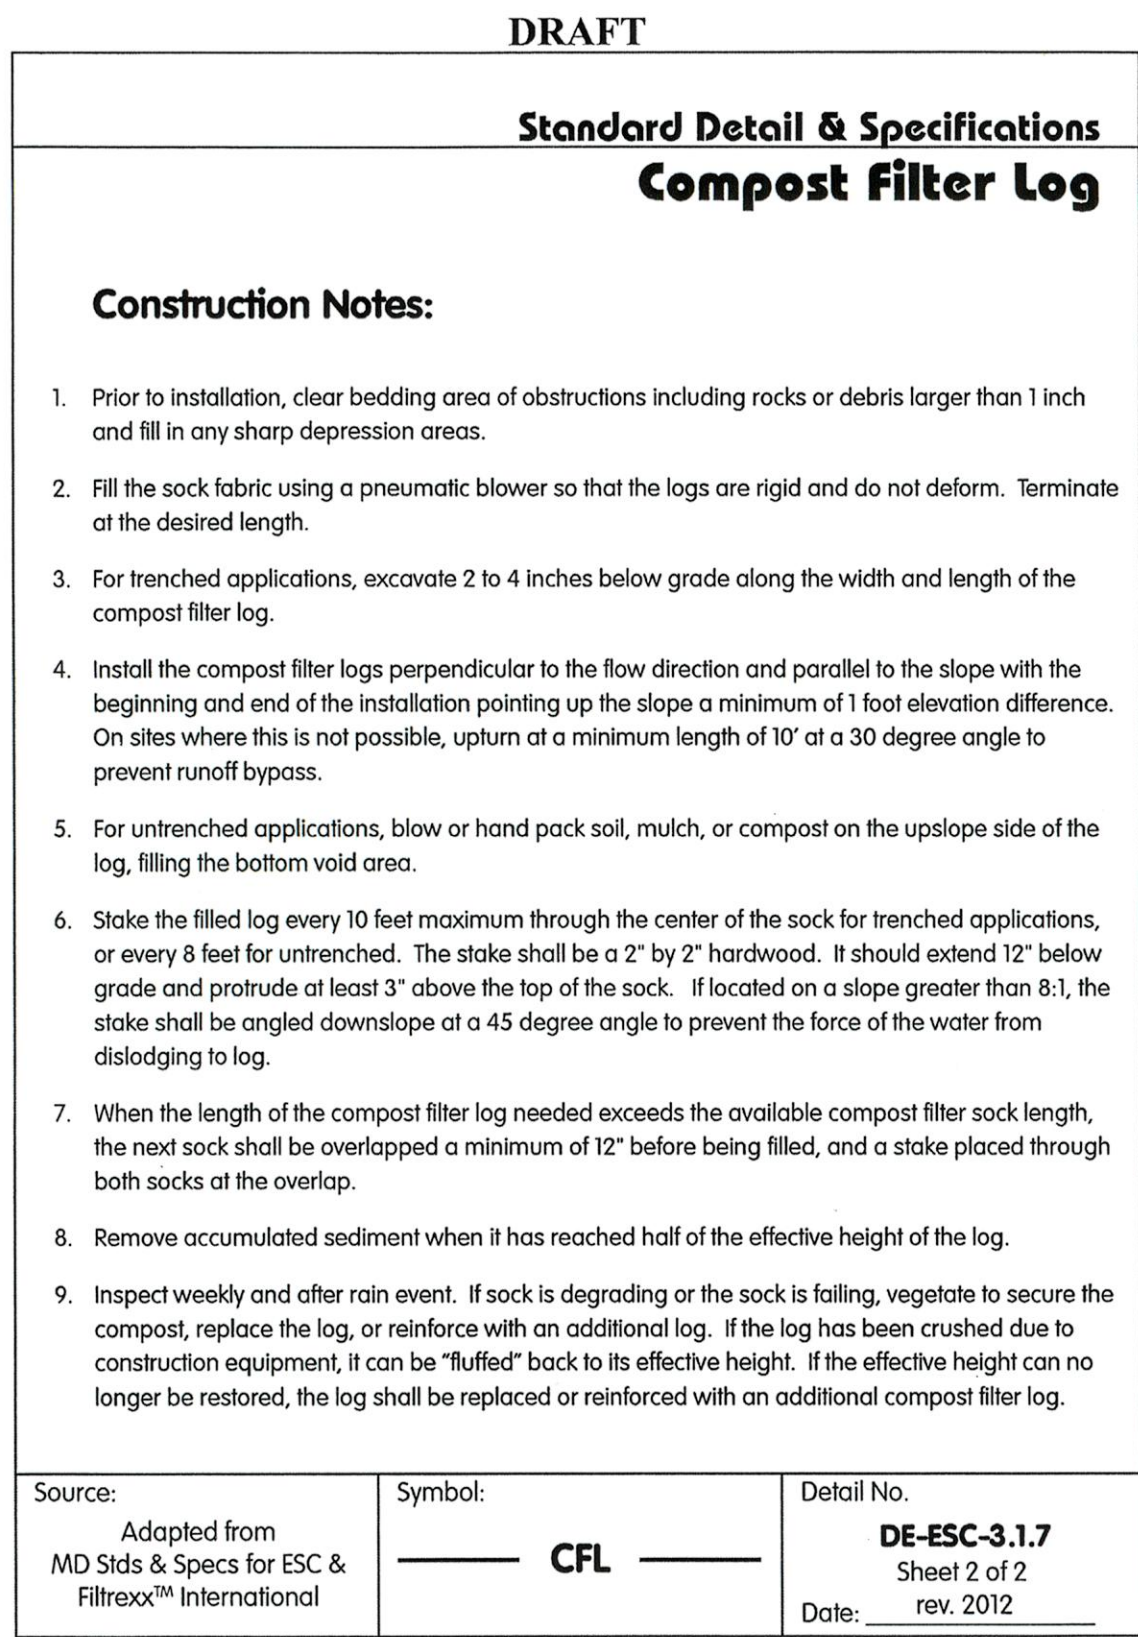 DRAFT
Standard Detail & Specifications
Compost Filter Log
Construction Notes:
1. Prior to installation, clear bedding area of obstructions including rocks or debris larger than 1 inch
and fill in any sharp depression areas.
2. Fill the sock fabric using a pneumatic blower so that the logs are rigid and do not deform. Terminate
at the desired length.
3. For trenched applications, excavate 2 to 4 inches below grade along the width and length of the
compost filter log.
4. Install the compost filter logs perpendicular to the flow direction and parallel to the slope with the
beginning and end of the installation pointing up the slope a minimum of 1 foot elevation difference.
On sites where this is not possible, upturn at a minimum length of 10' at a 30 degree angle to
prevent runoff bypass.
5. For untrenched applications, blow or hand pack soil, mulch, or compost on the upslope side of the
log, filling the bottom void area.
6. Stake the filled log every 10 feet maximum through the center of the sock for trenched applications,
or every 8 feet for untrenched. The stake shall be a 2" by 2" hardwood. It should extend 12" below
grade and protrude at least 3" above the top of the sock. If located on a slope greater than 8:1, the
stake shall be angled downslope at a 45 degree angle to prevent the force of the water from
dislodging to log.
7. When the length of the compost filter log needed exceeds the available compost filter sock length,
the next sock shall be overlapped a minimum of 12" before being filled, and a stake placed through
both socks at the overlap.
8. Remove accumulated sediment when it has reached half of the effective height of the log.
9. Inspect weekly and after rain event. If sock is degrading or the sock is failing, vegetate to secure the
compost, replace the log, or reinforce with an additional log. If the log has been crushed due to
construction equipment, it can be "fluffed" back to its effective height. If the effective height can no
longer be restored, the log shall be replaced or reinforced with an additional compost filter log.
Source:
Adapted from
MD Stds & Specs for ESC &
Filtrexx™ International
Symbol:
CFL
Detail No.
DE-ESC-3.1.7
Sheet 2 of 2
Date: rev. 2012